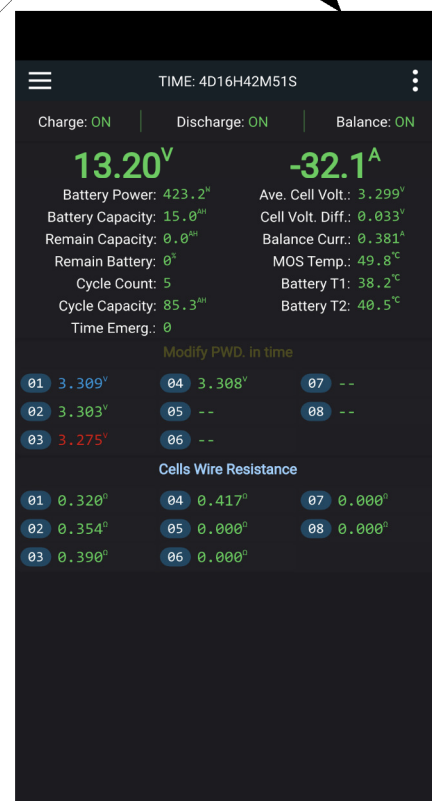 TIME: 4D16H42M51S
Charge: ON Discharge: ON Balance: ON
13.20V -32.1A
Battery Power: 423.2W Ave. Cell Volt.: 3.299V
Battery Capacity: 15.0AH Cell Volt. Diff.: 0.033V
Remain Capacity: 0.0AH Balance Curr.: 0.381A
Remain Battery: 0% MOS Temp.: 49.8℃
Cycle Count: 5 Battery T1: 38.2℃
Cycle Capacity: 85.3AH Battery T2: 40.5℃
Time Emerg.: 0
Modify PWD. in time
01 3.309V 04 3.308V 07 --
02 3.303V 05 -- 08 --
03 3.275V 06 --
Cells Wire Resistance
01 0.320Ω 04 0.417Ω 07 0.000Ω
02 0.354Ω 05 0.000Ω 08 0.000Ω
03 0.390Ω 06 0.000Ω